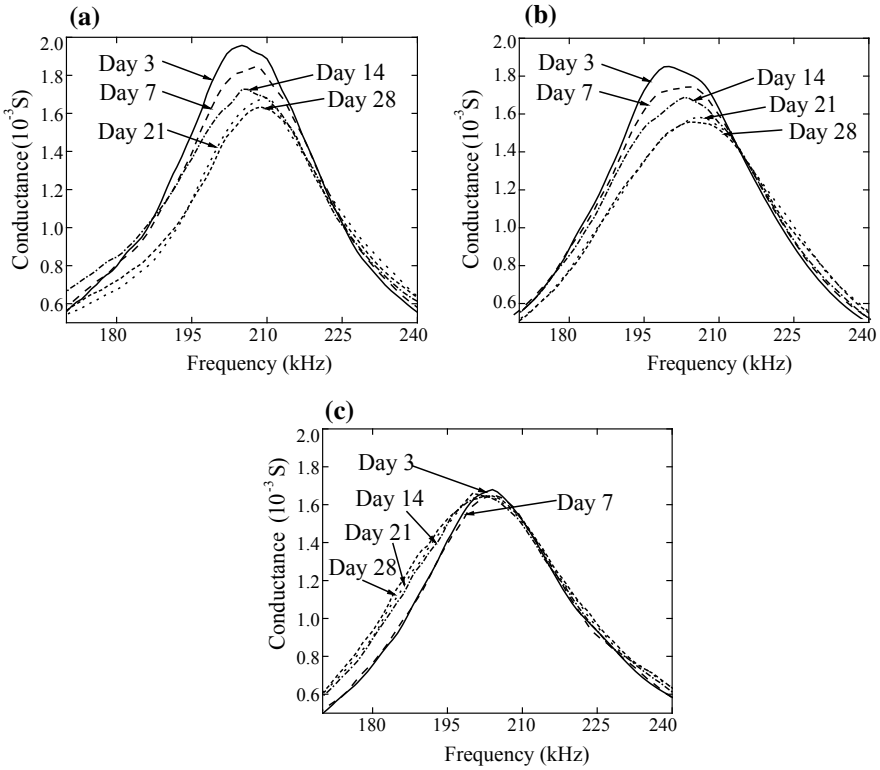 (a)
2.0
1.8
1.6
1.4
1.2
1.0
0.8
0.6
Conductance (10⁻³ S)
Day 3
Day 7
Day 14
Day 28
Day 21
180 195 210 225 240
Frequency (kHz)
(b)
2.0
1.8
1.6
1.4
1.2
1.0
0.8
0.6
Conductance (10⁻³ S)
Day 3
Day 7
Day 14
Day 21
Day 28
180 195 210 225 240
Frequency (kHz)
(c)
2.0
1.8
1.6
1.4
1.2
1.0
0.8
0.6
Conductance (10⁻³ S)
Day 3
Day 14
Day 7
Day 21
Day 28
180 195 210 225 240
Frequency (kHz)